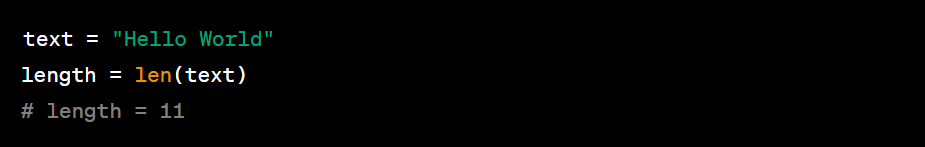 text = "Hello World"
length = len(text)
# length = 11